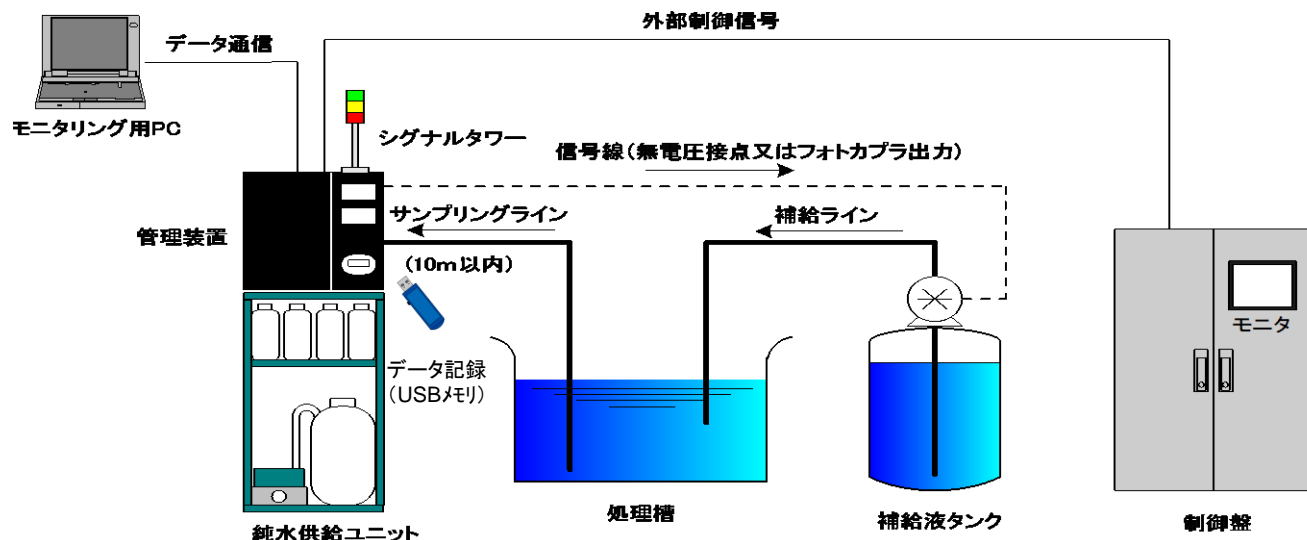 外部制御信号
データ通信
モニタリング用PC
シグナルタワー
信号線(無電圧接点又はフォトカプラ出力)
管理装置
サンプリングライン
補給ライン
(10m以内)
モニタ
データ記録
(USBメモリ)
処理槽
補給液タンク
制御盤
純水供給ユニット